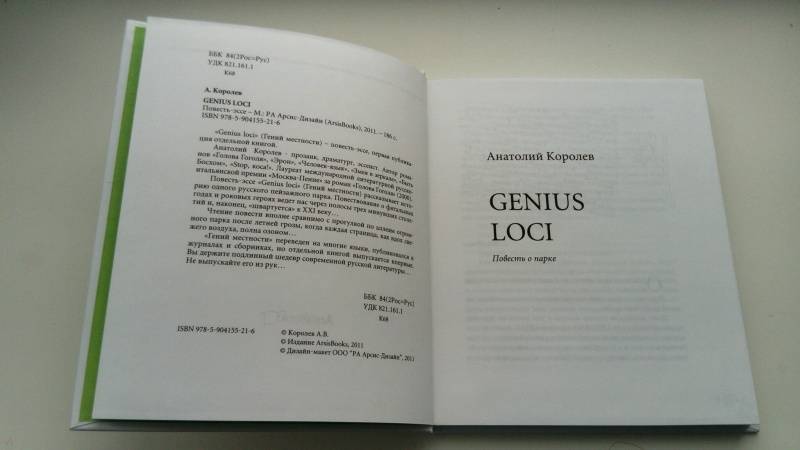 ББК 84(2Рос=Рус)
УДК 821.161.1
К68
А. Королев
GENIUS LOCI
Повесть-эссе – М.: РА Арсис-Дизайн (ArsisBooks), 2011. – 186 с.
ISBN 978-5-904155-21-6
«Genius loci» (Гений местности) – повесть-эссе, первая публика-
ция отдельной книгой.
Анатолий Королев - прозаик, драматург, эссеист. Автор рома-
нов «Голова Гоголя», «Эрон», «Человек-язык», «Змея в зеркале», «Быть
Босхом», «Stop, коса!». Лауреат международной литературной русско-
итальянской премии «Москва-Пенне» за роман «Голова Гоголя» (2000).
Повесть-эссе «Genius loci» (Гений местности) рассказывает исто-
рию одного русского пейзажного парка. Повествование о фатальных
годах и роковых героях ведет нас через полосы трех минувших столе-
тий и, наконец, «швартуется» к XXI веку…
Чтение повести вполне сравнимо с прогулкой по аллеям огром-
ного парка после летней грозы, когда каждая страница, как вдох све-
жего воздуха, полна озоном…
«Гений местности» переведен на многие языки, публиковался в
журналах и сборниках, но отдельной книгой выпускается впервые.
Вы держите подлинный шедевр современной русской литературы…
Не выпускайте его из рук…
ББК 84(2Рос=Рус)
УДК 821.161.1
К68
ISBN 978-5-904155-21-6
© Королев А.В.
© Издание ArsisBooks, 2011
© Дизайн-макет ООО "РА Арсис-Дизайн", 2011
Анатолий Королев
GENIUS
LOCI
Повесть о парке